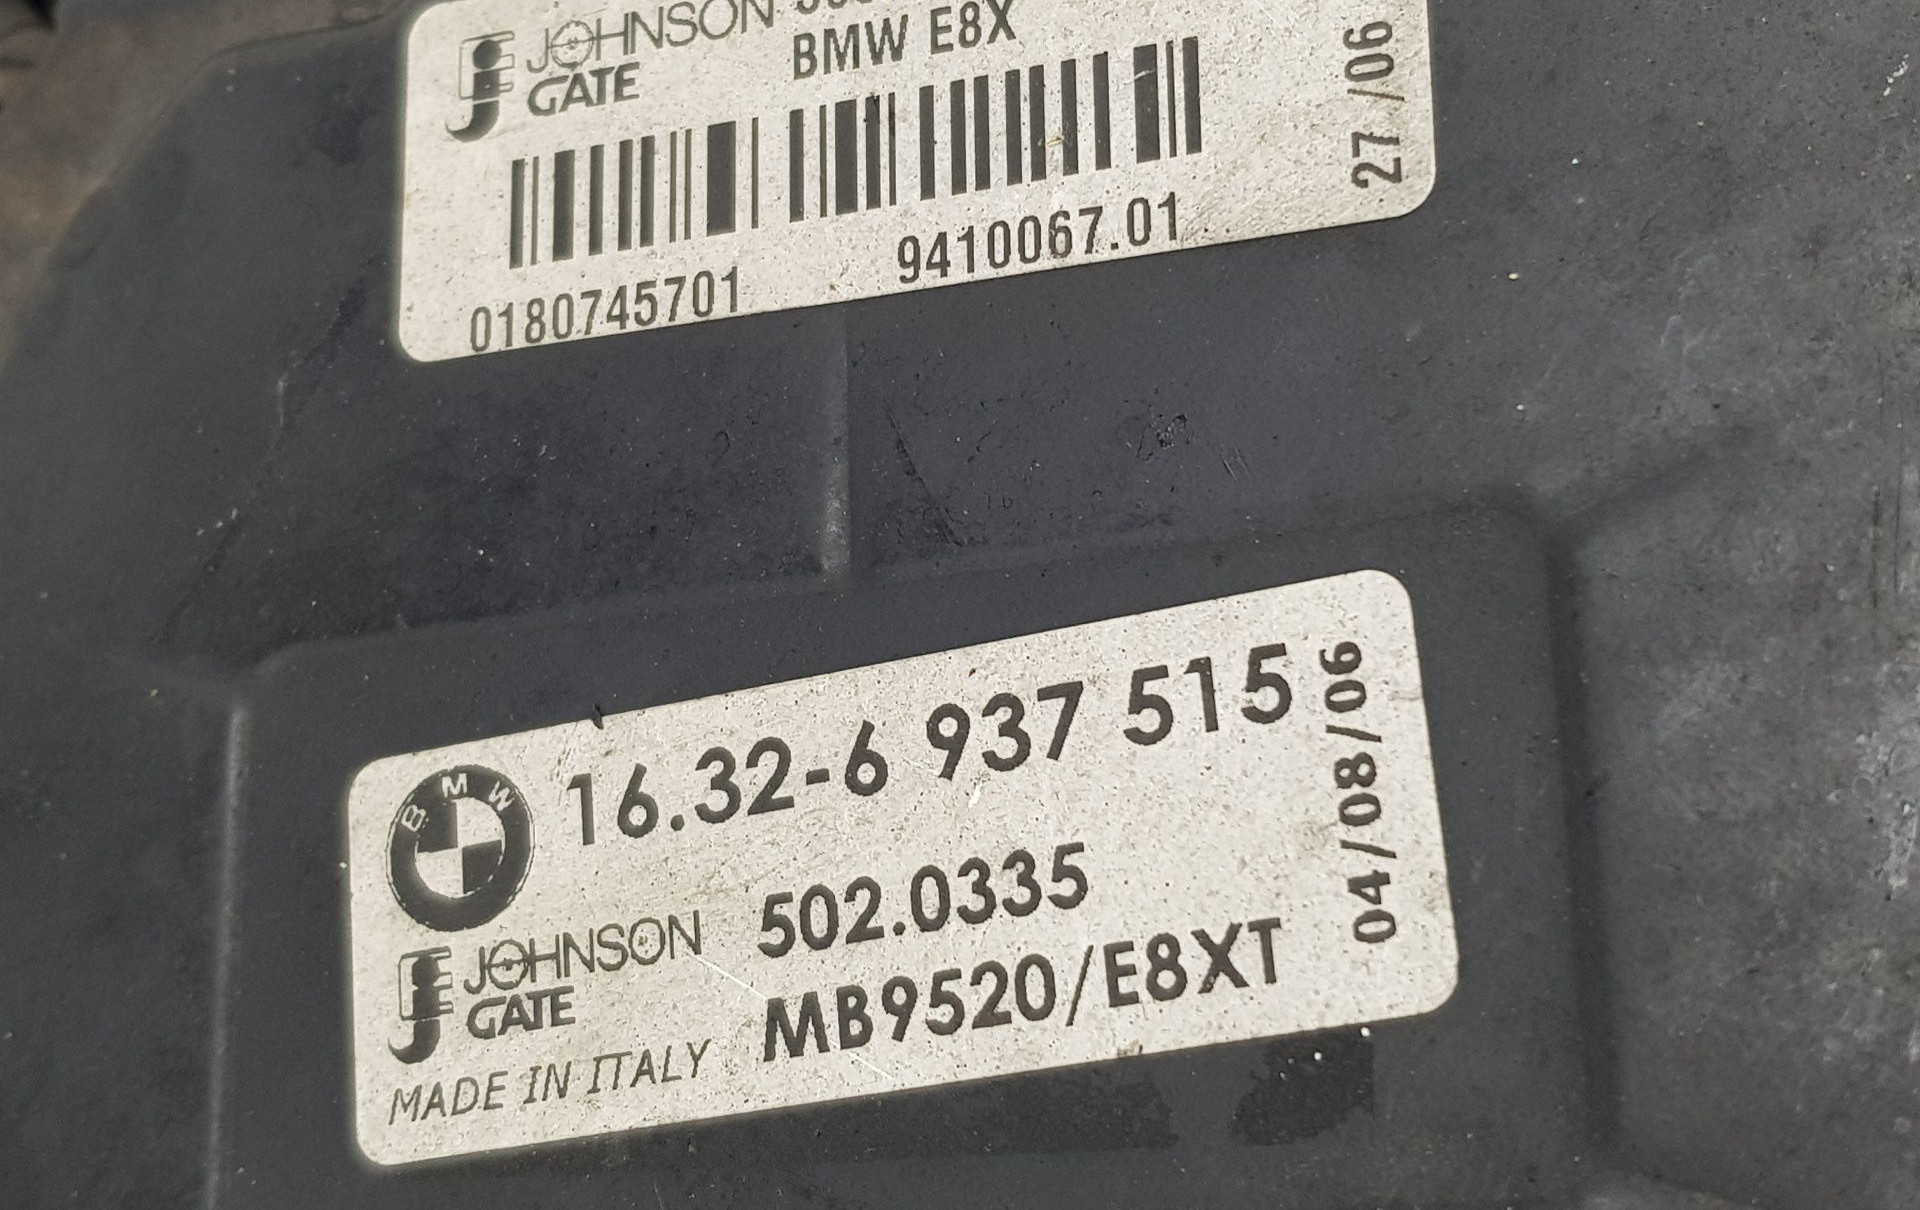 JOHNSON
GATE
BMW E8X
27/06
0180745701 9410067.01
BMW
16.32-6 937 515
04/08/06
JOHNSON
GATE
502.0335
MB9520/E8XT
MADE IN ITALY